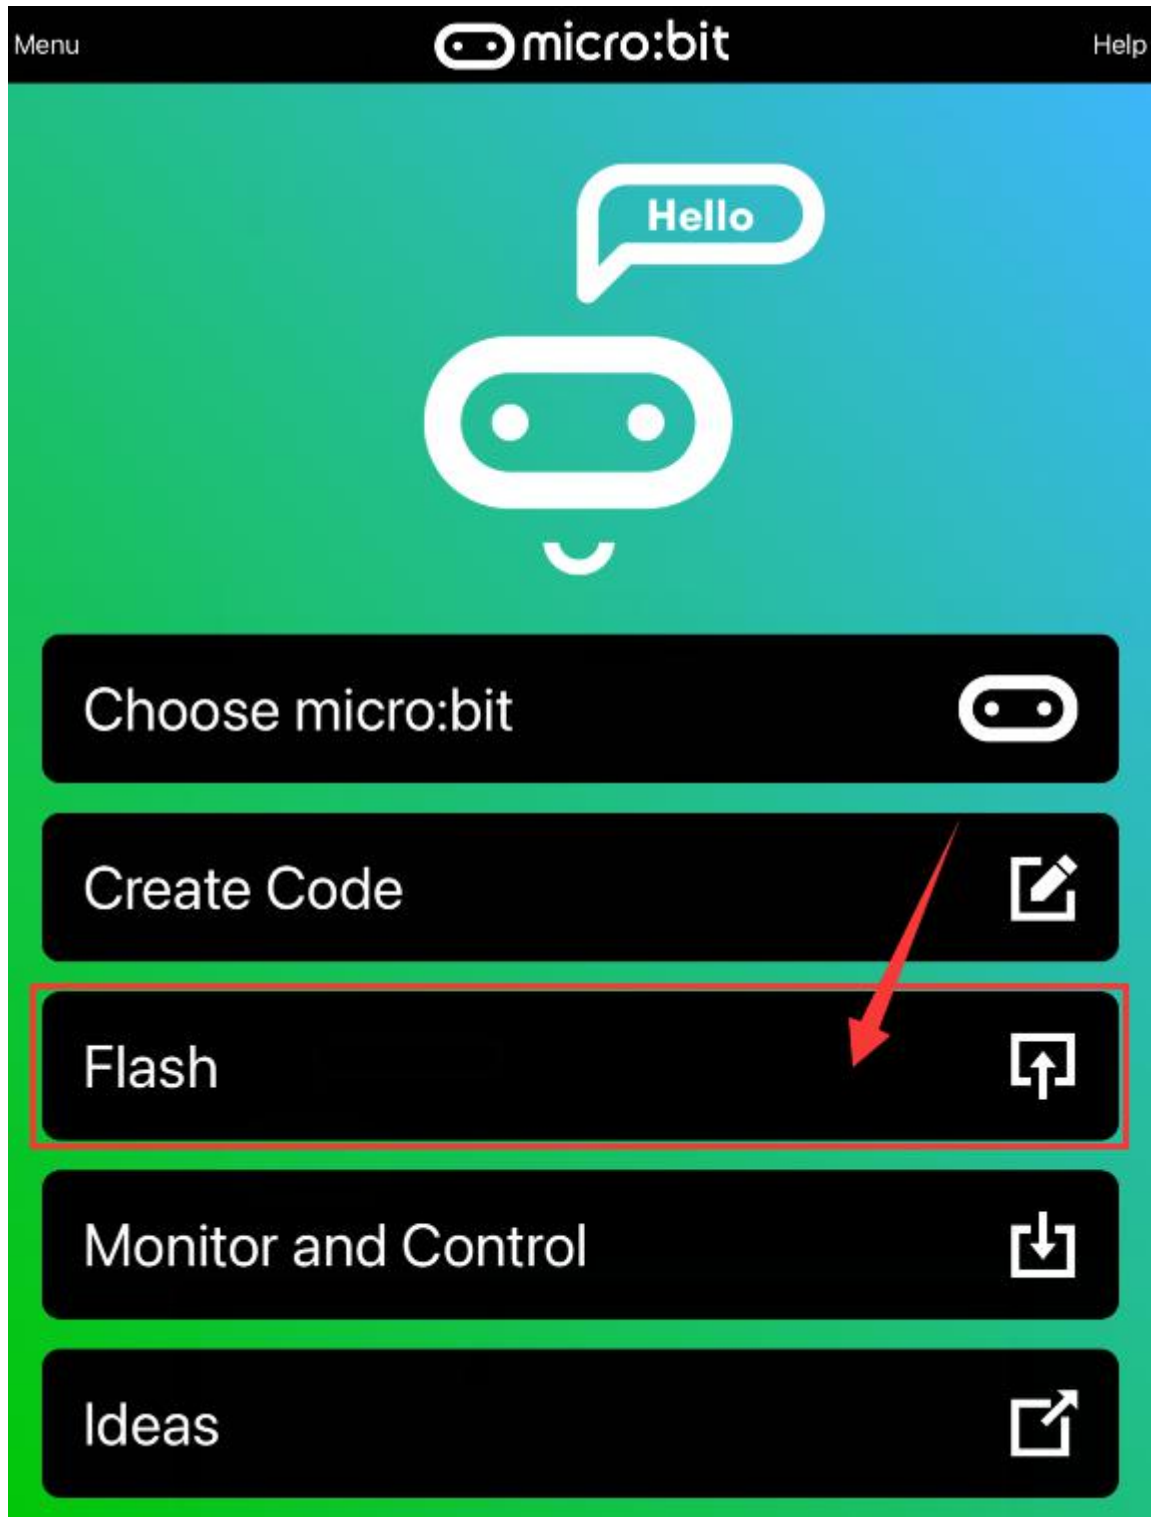 Menu
micro:bit
Help
Hello
Choose micro:bit
Create Code
Flash
Monitor and Control
Ideas